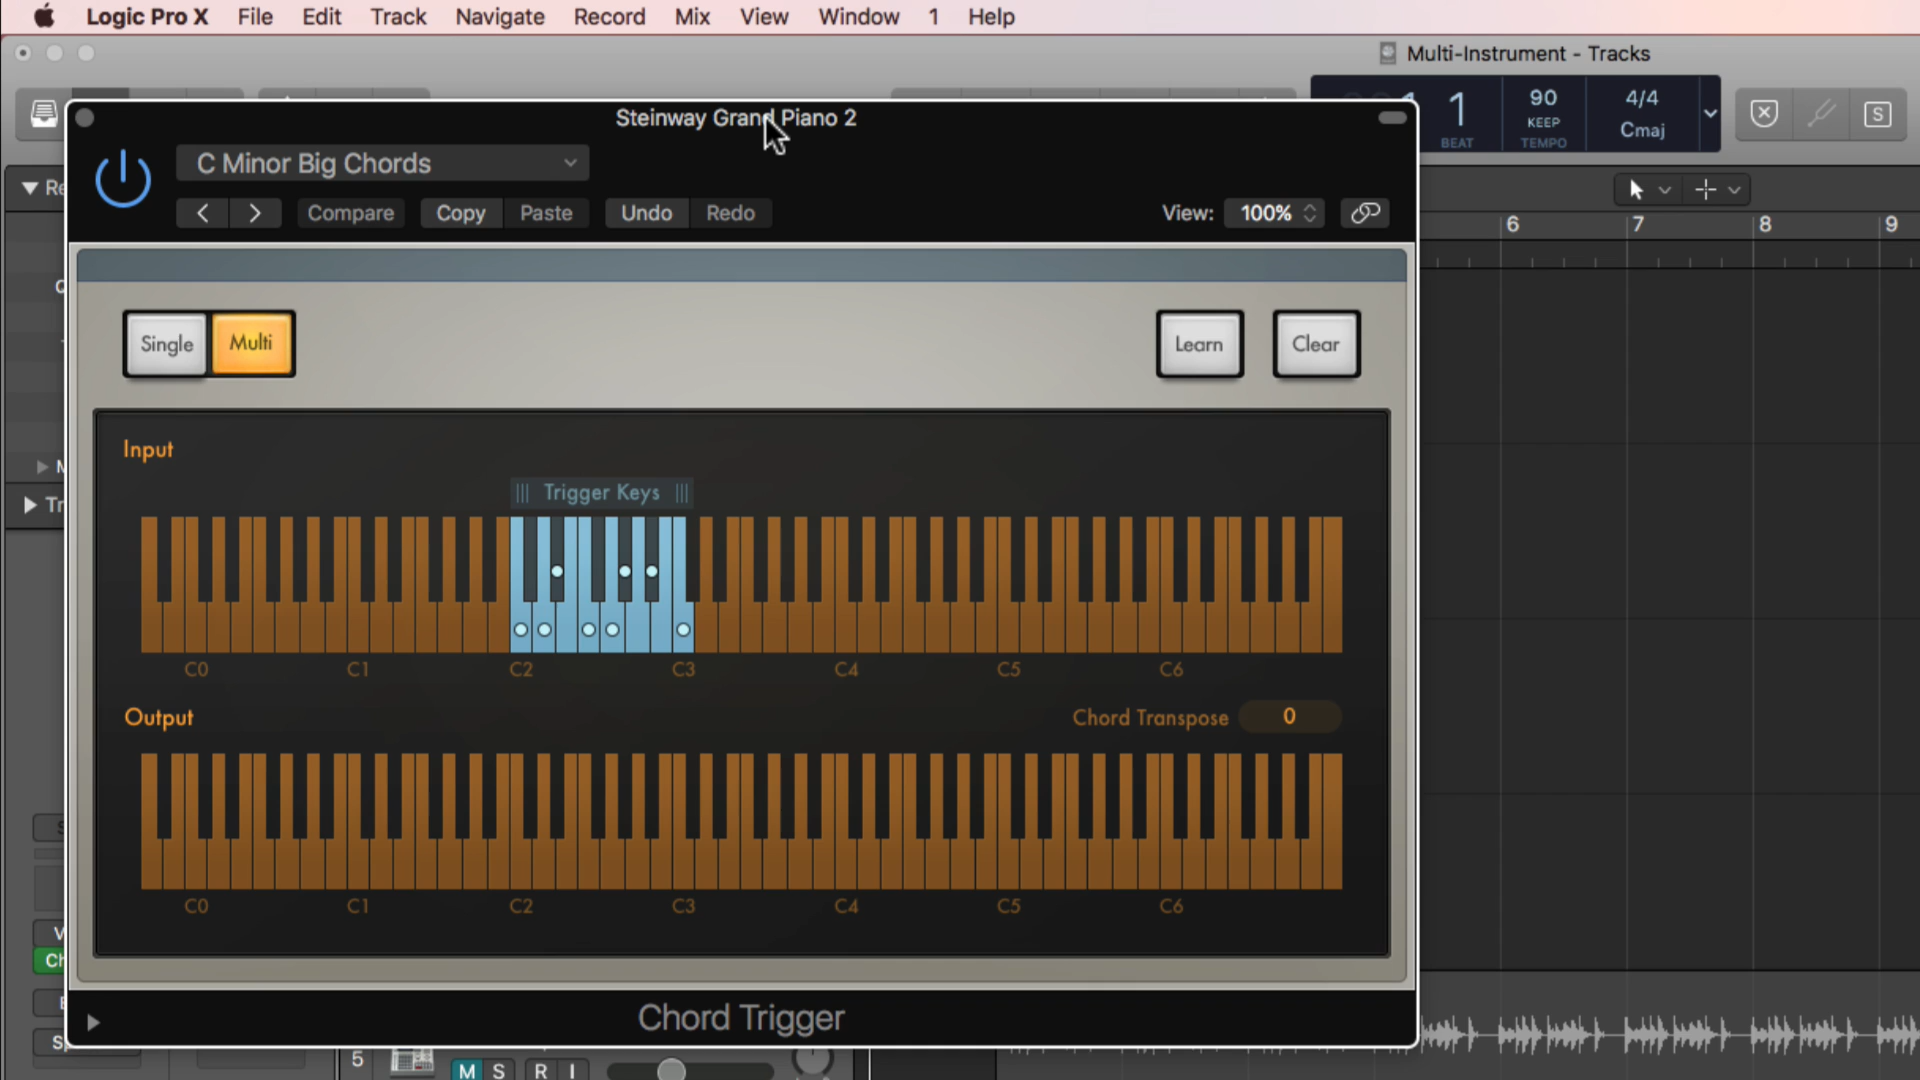 Logic Pro X File Edit Track Navigate Record Mix View Window 1 Help
Multi-Instrument - Tracks
Steinway Grand Piano 2
1
BEAT
90
KEEP
TEMPO
4/4
Cmaj
S
C Minor Big Chords
Compare Copy Paste Undo Redo
View: 100%
6 7 8 9
Single Multi Learn Clear
Input
Trigger Keys
C0 C1 C2 C3 C4 C5 C6
Output
Chord Transpose 0
C0 C1 C2 C3 C4 C5 C6
Chord Trigger
5
M S R I